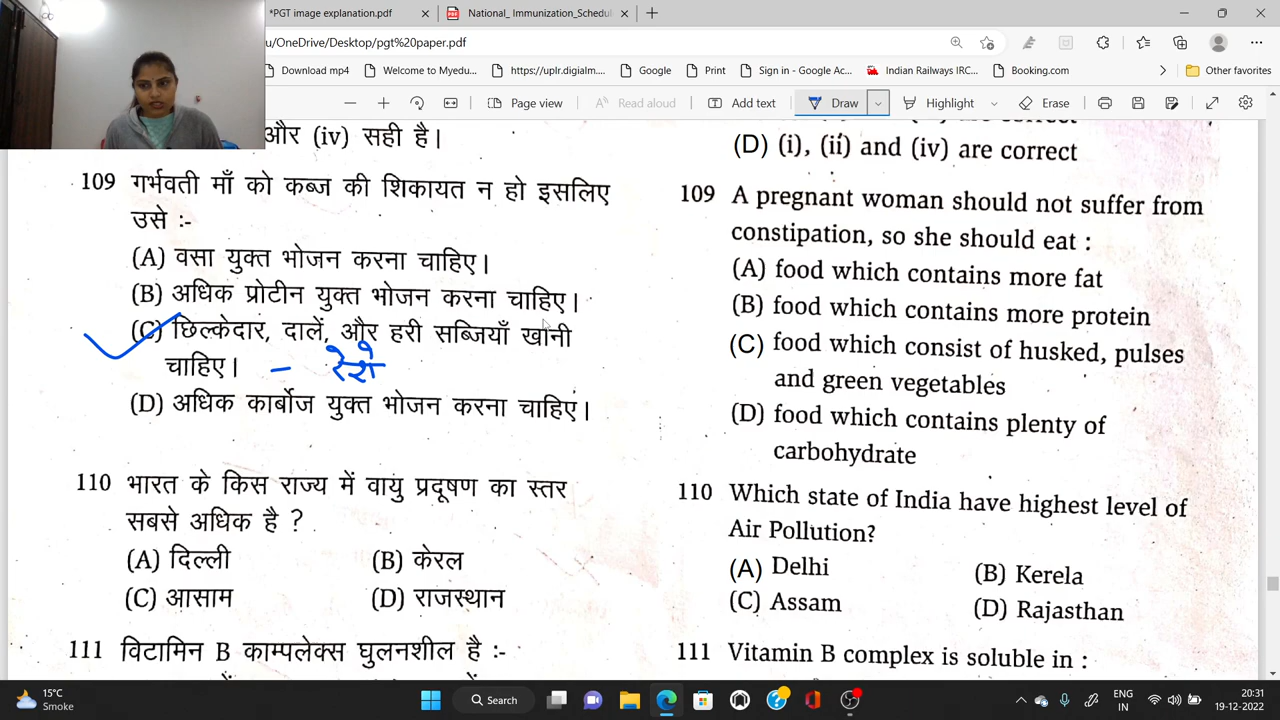 *PGT image explanation.pdf
National_ Immunization_Schedul
u/OneDrive/Desktop/pgt%20paper.pdf
Download mp4
Welcome to Myedu...
https://uplr.digialm....
Google
Print
Sign in - Google Ac...
Indian Railways IRC...
Booking.com
Other favorites
Page view
Read aloud
Add text
Draw
Highlight
Erase
और (iv) सही है।
109 गर्भवती माँ को कब्ज की शिकायत न हो इसलिए
उसे :-
(A) वसा युक्त भोजन करना चाहिए।
(B) अधिक प्रोटीन युक्त भोजन करना चाहिए।
(C) छिल्केदार, दालें, और हरी सब्जियाँ खानी
चाहिए। - रेशे
(D) अधिक कार्बोज युक्त भोजन करना चाहिए।
110 भारत के किस राज्य में वायु प्रदूषण का स्तर
सबसे अधिक है ?
(A) दिल्ली (B) केरल
(C) आसाम (D) राजस्थान
111 विटामिन B काम्पलेक्स घुलनशील है :-
(D) (i), (ii) and (iv) are correct
109 A pregnant woman should not suffer from
constipation, so she should eat :
(A) food which contains more fat
(B) food which contains more protein
(C) food which consist of husked, pulses
and green vegetables
(D) food which contains plenty of
carbohydrate
110 Which state of India have highest level of
Air Pollution?
(A) Delhi (B) Kerela
(C) Assam (D) Rajasthan
111 Vitamin B complex is soluble in :
15°C
Smoke
Search
ENG
IN
20:31
19-12-2022